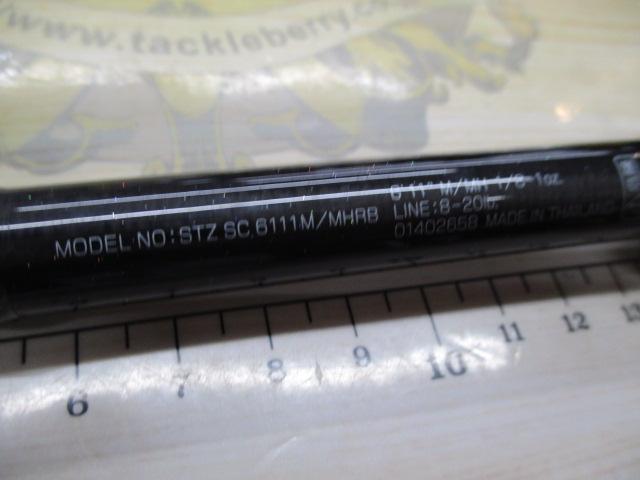 www.tackleberry.co
MODEL NO:STZ SC 6111M/MHRB
6'11" M/MH 1/8-1oz.
LINE:8-20lb.
01402658 MADE IN THAILAND
6 7 8 9 10 11 12 13